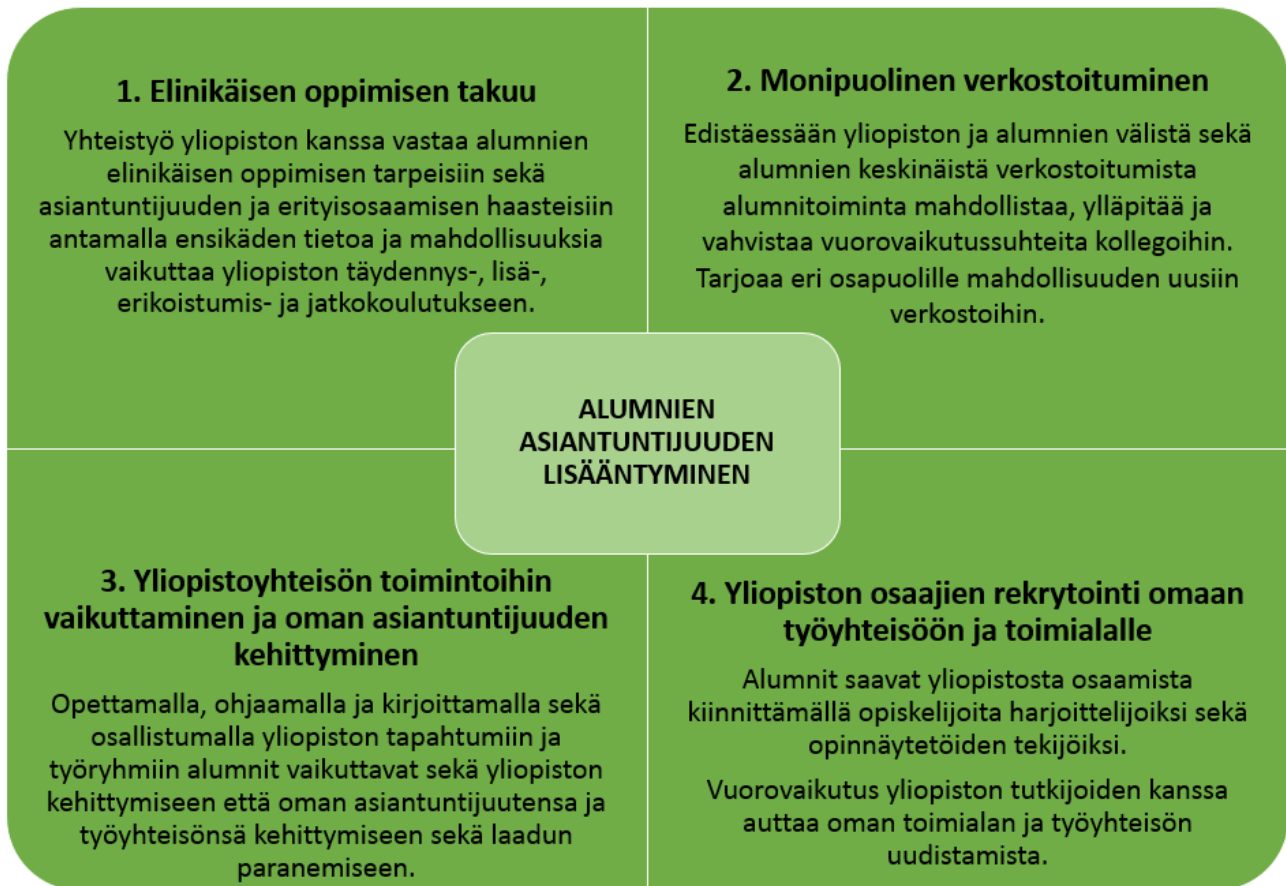 1. Elinikäisen oppimisen takuu
Yhteistyö yliopiston kanssa vastaa alumnien
elinikäisen oppimisen tarpeisiin sekä
asiantuntijuuden ja erityisosaamisen haasteisiin
antamalla ensikäden tietoa ja mahdollisuuksia
vaikuttaa yliopiston täydennys-, lisä-,
erikoistumis- ja jatkokoulutukseen.
2. Monipuolinen verkostoituminen
Edistäessään yliopiston ja alumnien välistä sekä
alumnien keskinäistä verkostoitumista
alumnitoiminta mahdollistaa, ylläpitää ja
vahvistaa vuorovaikutussuhteita kollegoihin.
Tarjoaa eri osapuolille mahdollisuuden uusiin
verkostoihin.
ALUMNIEN
ASIANTUNTIJUUDEN
LISÄÄNTYMINEN
3. Yliopistoyhteisön toimintoihin
vaikuttaminen ja oman asiantuntijuuden
kehittyminen
Opettamalla, ohjaamalla ja kirjoittamalla sekä
osallistumalla yliopiston tapahtumiin ja
työryhmiin alumnit vaikuttavat sekä yliopiston
kehittymiseen että oman asiantuntijuutensa ja
työyhteisönsä kehittymiseen sekä laadun
paranemiseen.
4. Yliopiston osaajien rekrytointi omaan
työyhteisöön ja toimialalle
Alumnit saavat yliopistosta osaamista
kiinnittämällä opiskelijoita harjoittelijoiksi sekä
opinnäytetöiden tekijöiksi.
Vuorovaikutus yliopiston tutkijoiden kanssa
auttaa oman toimialan ja työyhteisön
uudistamista.